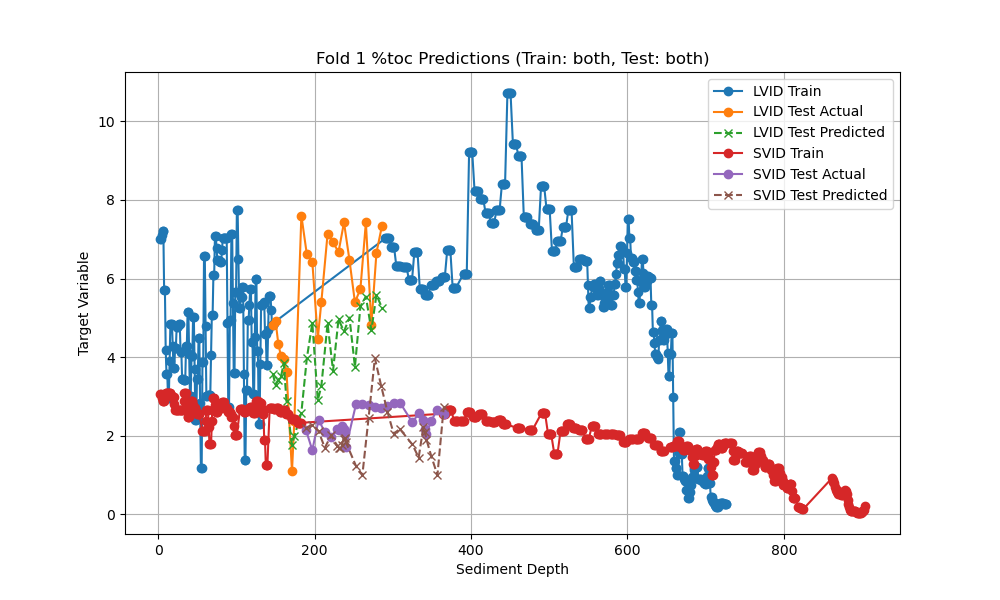 Fold 1 %toc Predictions (Train: both, Test: both)
LVID Train
LVID Test Actual
LVID Test Predicted
SVID Train
SVID Test Actual
SVID Test Predicted
Target Variable
10
8
6
4
2
0
0
200
400
600
800
Sediment Depth